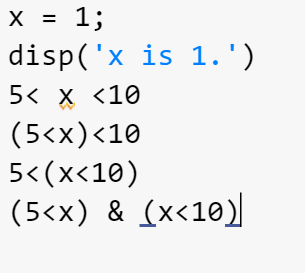 x = 1;
disp('x is 1.')
5< x <10
(5<x)<10
5<(x<10)
(5<x) & (x<10)